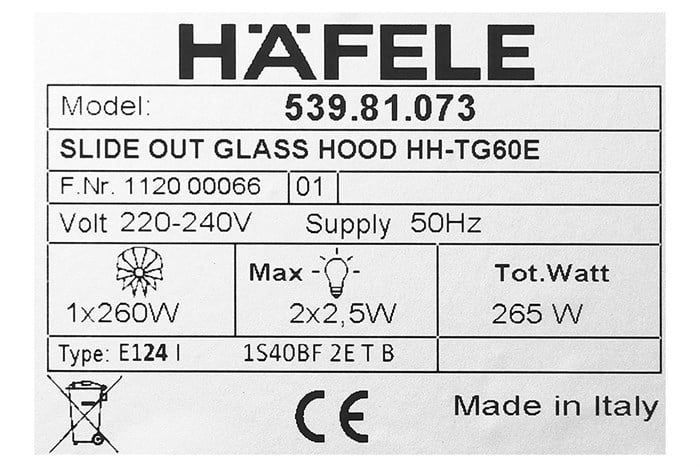 HÄFELE
Model: 539.81.073
SLIDE OUT GLASS HOOD HH-TG60E
F.Nr. 1120 00066 01
Volt 220-240V Supply 50Hz
Max Tot.Watt
1x260W 2x2,5W 265 W
Type: E124 I 1S40BF 2E T B
CE Made in Italy